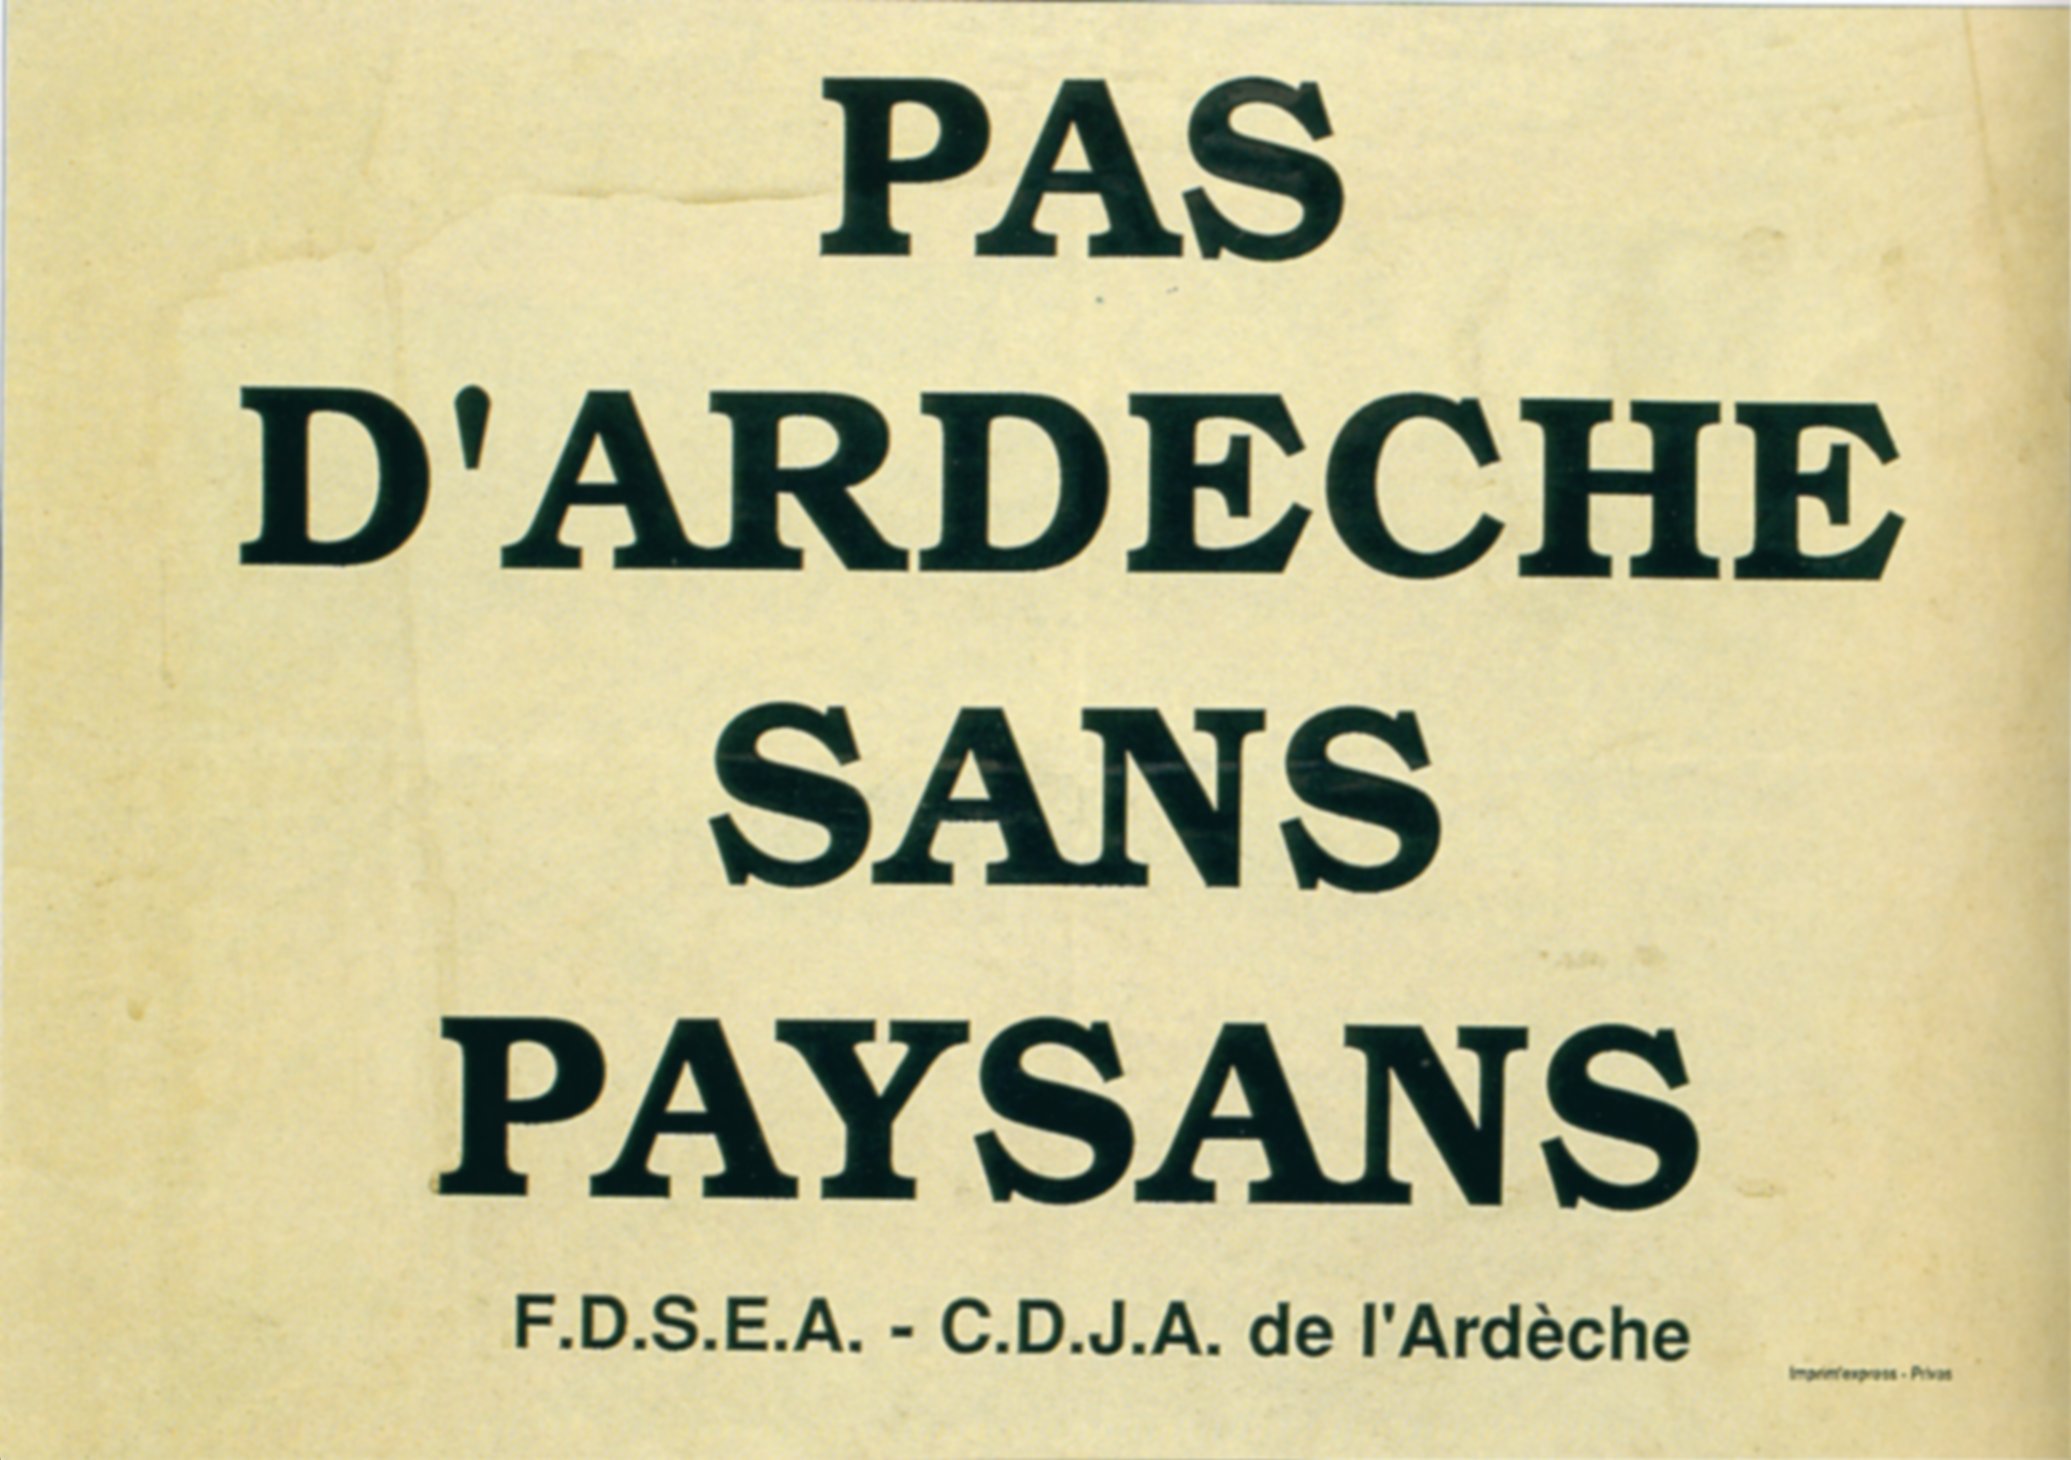 PAS
D'ARDECHE
SANS
PAYSANS
F.D.S.E.A. - C.D.J.A. de l'Ardèche
Imprim'express - Privas